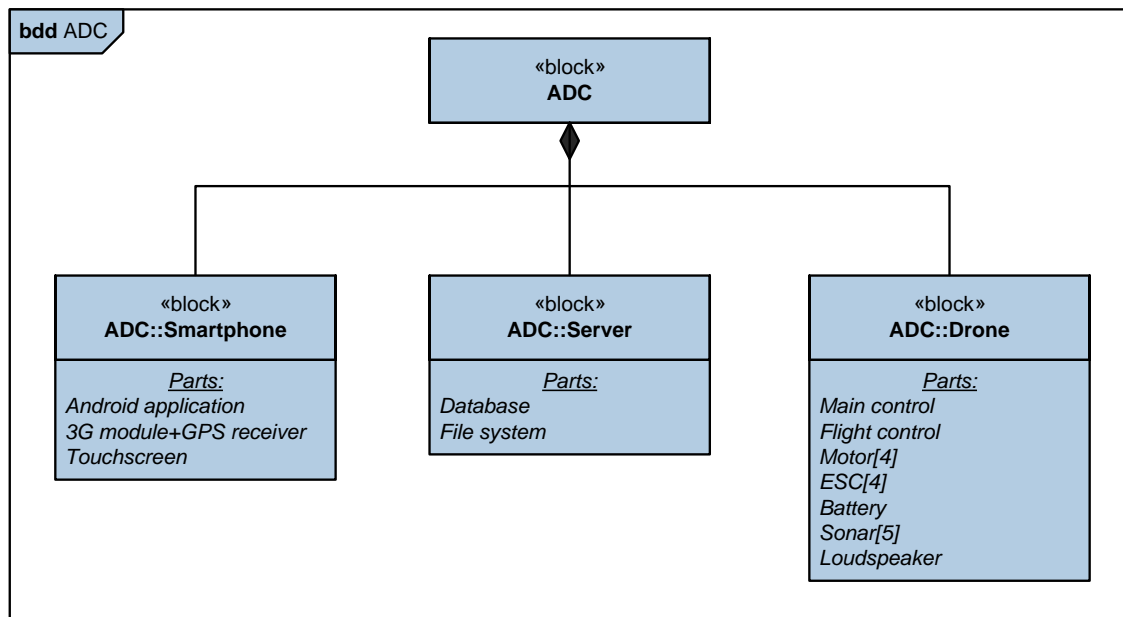 bdd ADC
«block»
ADC
«block»
ADC::Smartphone
Parts:
Android application
3G module+GPS receiver
Touchscreen
«block»
ADC::Server
Parts:
Database
File system
«block»
ADC::Drone
Parts:
Main control
Flight control
Motor[4]
ESC[4]
Battery
Sonar[5]
Loudspeaker